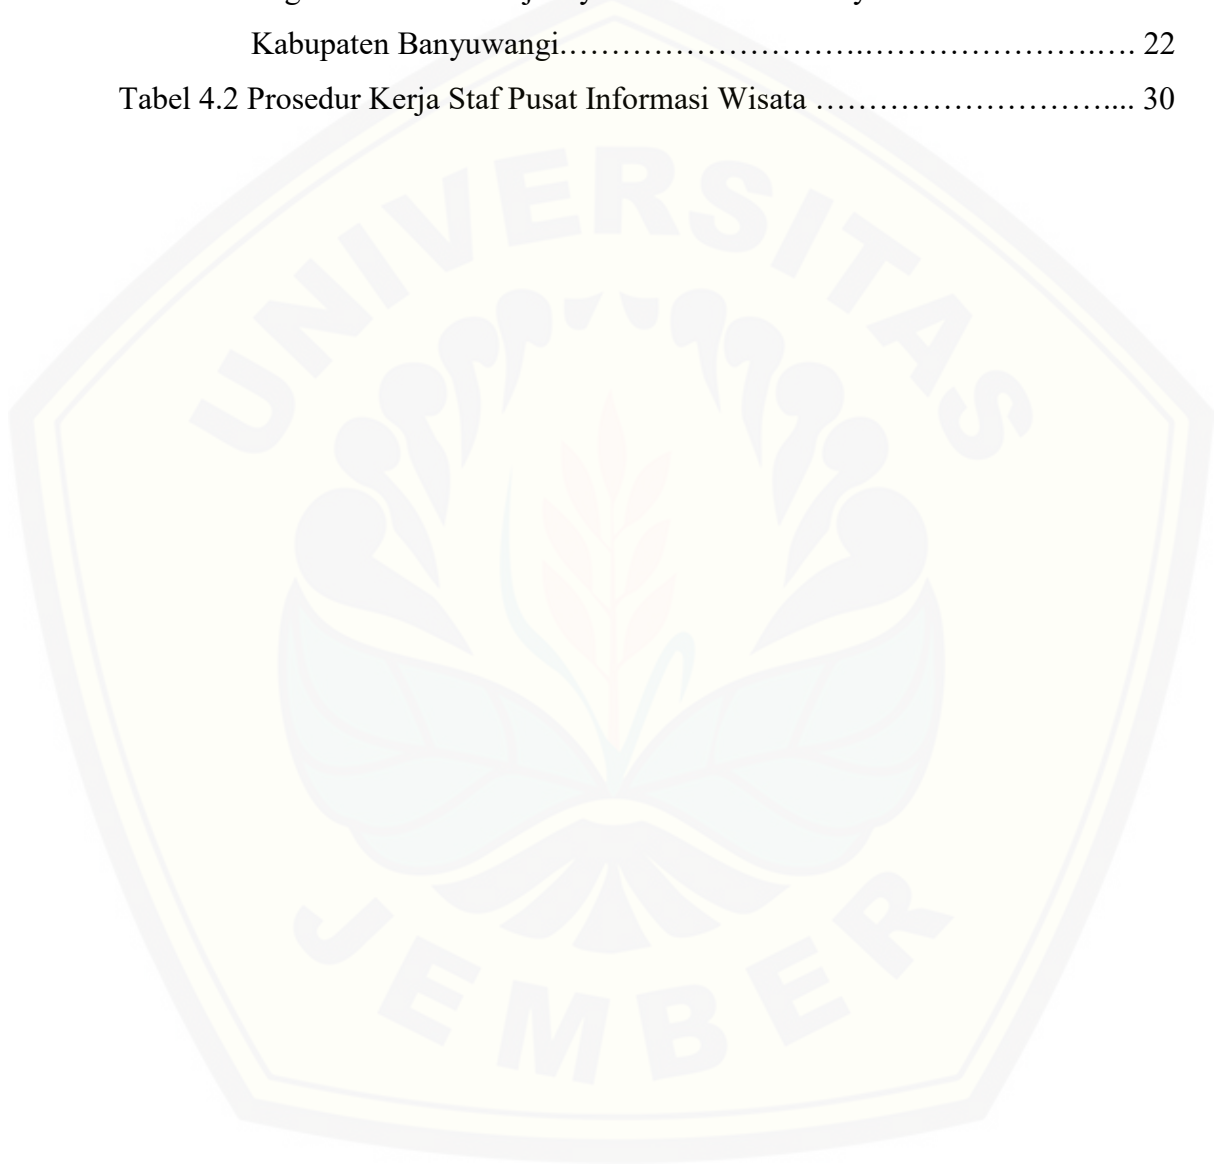 Kabupaten Banyuwangi……………………….…………………….…. 22
Tabel 4.2 Prosedur Kerja Staf Pusat Informasi Wisata ……………………….... 30
UNIVERSITAS
JEMBER